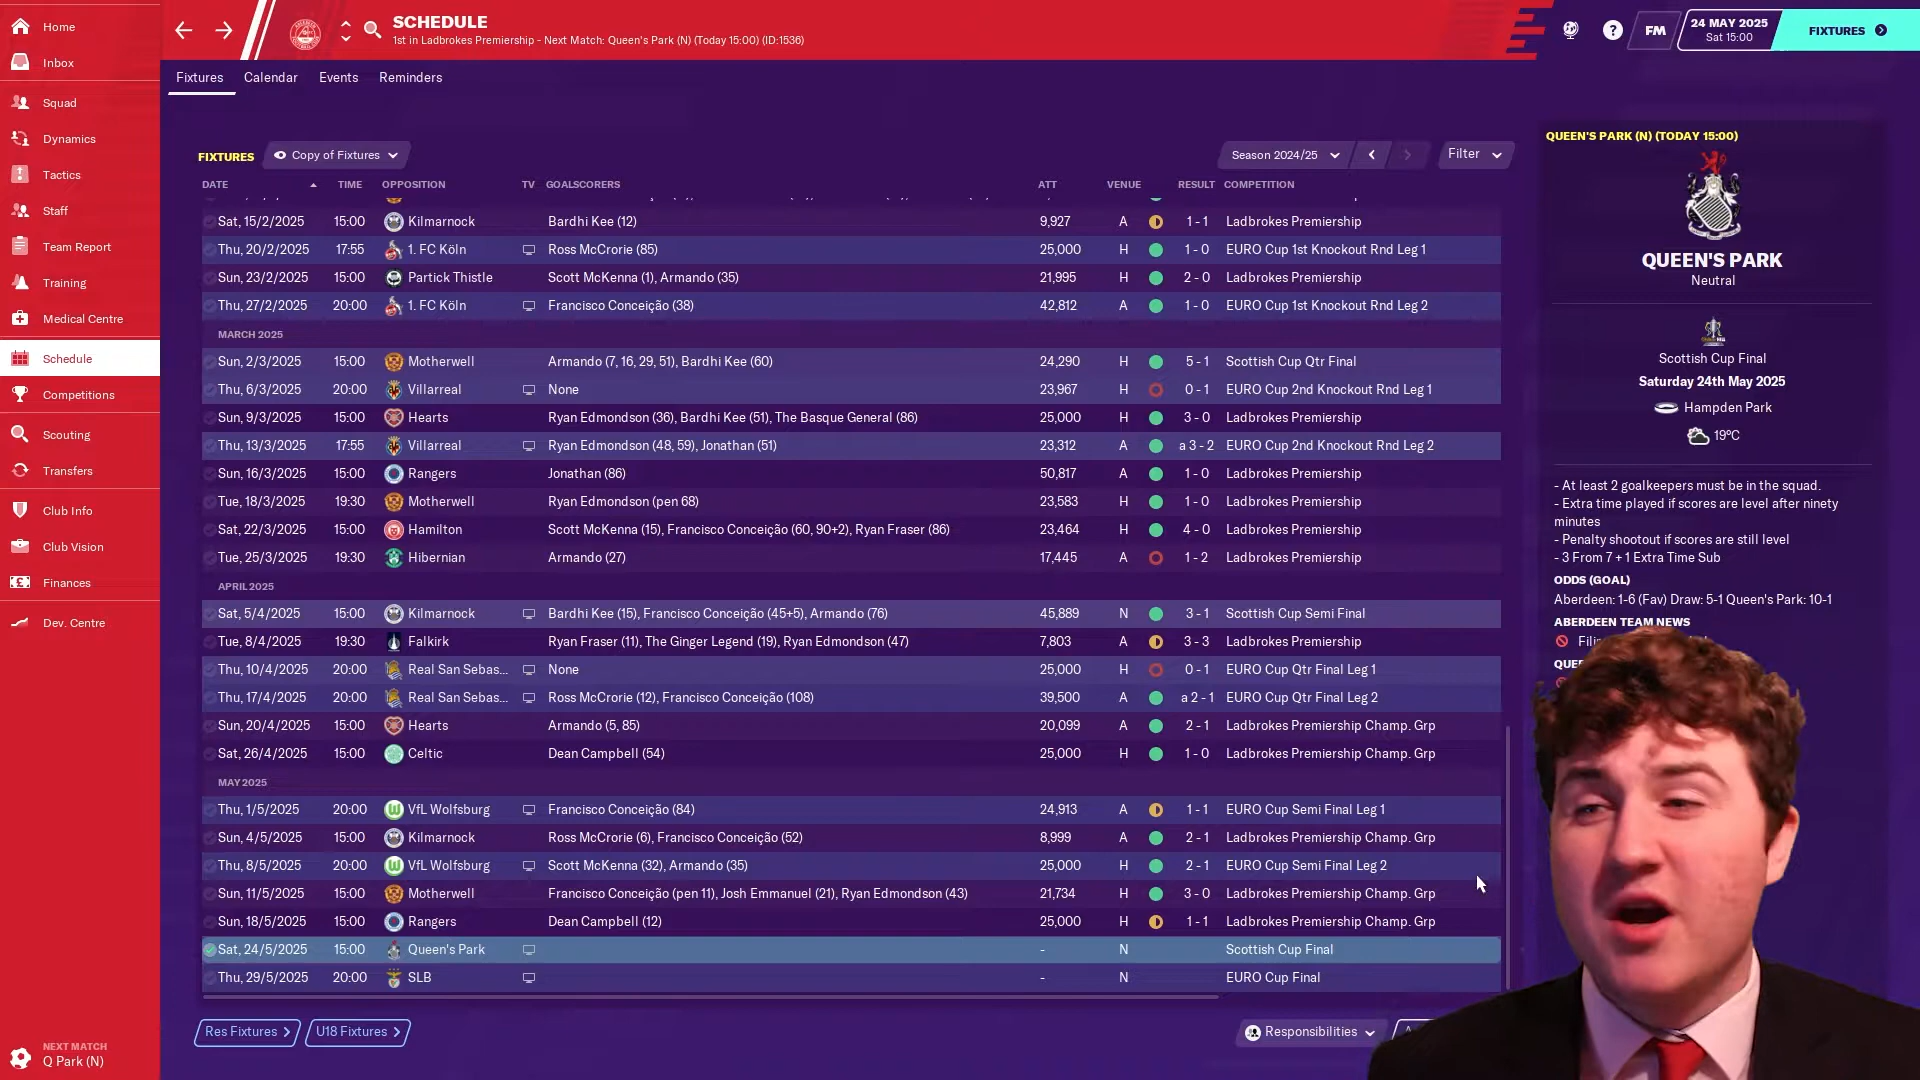 Home
Inbox
Squad
Dynamics
Tactics
Staff
Team Report
Training
Medical Centre
Schedule
Competitions
Scouting
Transfers
Club Info
Club Vision
Finances
Dev. Centre
NEXT MATCH
Q Park (N)
SCHEDULE
1st in Ladbrokes Premiership - Next Match: Queen's Park (N) (Today 15:00) (ID:1536)
? FM
24 MAY 2025
Sat 15:00
FIXTURES
Fixtures Calendar Events Reminders
FIXTURES Copy of Fixtures Season 2024/25 Filter
DATE TIME OPPOSITION TV GOALSCORERS ATT VENUE RESULT COMPETITION
Sat, 15/2/2025 15:00 Kilmarnock Bardhi Kee (12) 9,927 A 1 - 1 Ladbrokes Premiership
Thu, 20/2/2025 17:55 1. FC Köln Ross McCrorie (85) 25,000 H 1 - 0 EURO Cup 1st Knockout Rnd Leg 1
Sun, 23/2/2025 15:00 Partick Thistle Scott McKenna (1), Armando (35) 21,995 H 2 - 0 Ladbrokes Premiership
Thu, 27/2/2025 20:00 1. FC Köln Francisco Conceição (38) 42,812 A 1 - 0 EURO Cup 1st Knockout Rnd Leg 2
MARCH 2025
Sun, 2/3/2025 15:00 Motherwell Armando (7, 16, 29, 51), Bardhi Kee (60) 24,290 H 5 - 1 Scottish Cup Qtr Final
Thu, 6/3/2025 20:00 Villarreal None 23,967 H 0 - 1 EURO Cup 2nd Knockout Rnd Leg 1
Sun, 9/3/2025 15:00 Hearts Ryan Edmondson (36), Bardhi Kee (51), The Basque General (86) 25,000 H 3 - 0 Ladbrokes Premiership
Thu, 13/3/2025 17:55 Villarreal Ryan Edmondson (48, 59), Jonathan (51) 23,312 A a 3 - 2 EURO Cup 2nd Knockout Rnd Leg 2
Sun, 16/3/2025 15:00 Rangers Jonathan (86) 50,817 A 1 - 0 Ladbrokes Premiership
Tue, 18/3/2025 19:30 Motherwell Ryan Edmondson (pen 68) 23,583 H 1 - 0 Ladbrokes Premiership
Sat, 22/3/2025 15:00 Hamilton Scott McKenna (15), Francisco Conceição (60, 90+2), Ryan Fraser (86) 23,464 H 4 - 0 Ladbrokes Premiership
Tue, 25/3/2025 19:30 Hibernian Armando (27) 17,445 A 1 - 2 Ladbrokes Premiership
APRIL 2025
Sat, 5/4/2025 15:00 Kilmarnock Bardhi Kee (15), Francisco Conceição (45+5), Armando (76) 45,889 N 3 - 1 Scottish Cup Semi Final
Tue, 8/4/2025 19:30 Falkirk Ryan Fraser (11), The Ginger Legend (19), Ryan Edmondson (47) 7,803 A 3 - 3 Ladbrokes Premiership
Thu, 10/4/2025 20:00 Real San Sebas... None 25,000 H 0 - 1 EURO Cup Qtr Final Leg 1
Thu, 17/4/2025 20:00 Real San Sebas... Ross McCrorie (12), Francisco Conceição (108) 39,500 A a 2 - 1 EURO Cup Qtr Final Leg 2
Sun, 20/4/2025 15:00 Hearts Armando (5, 85) 20,099 A 2 - 1 Ladbrokes Premiership Champ. Grp
Sat, 26/4/2025 15:00 Celtic Dean Campbell (54) 25,000 H 1 - 0 Ladbrokes Premiership Champ. Grp
MAY 2025
Thu, 1/5/2025 20:00 VfL Wolfsburg Francisco Conceição (84) 24,913 A 1 - 1 EURO Cup Semi Final Leg 1
Sun, 4/5/2025 15:00 Kilmarnock Ross McCrorie (6), Francisco Conceição (52) 8,999 A 2 - 1 Ladbrokes Premiership Champ. Grp
Thu, 8/5/2025 20:00 VfL Wolfsburg Scott McKenna (32), Armando (35) 25,000 H 2 - 1 EURO Cup Semi Final Leg 2
Sun, 11/5/2025 15:00 Motherwell Francisco Conceição (pen 11), Josh Emmanuel (21), Ryan Edmondson (43) 21,734 H 3 - 0 Ladbrokes Premiership Champ. Grp
Sun, 18/5/2025 15:00 Rangers Dean Campbell (12) 25,000 H 1 - 1 Ladbrokes Premiership Champ. Grp
Sat, 24/5/2025 15:00 Queen's Park - N Scottish Cup Final
Thu, 29/5/2025 20:00 SLB - N EURO Cup Final
Res Fixtures U18 Fixtures Responsibilities
QUEEN'S PARK (N) (TODAY 15:00)
QUEEN'S PARK
Neutral
Scottish Cup Final
Saturday 24th May 2025
Hampden Park
19°C
- At least 2 goalkeepers must be in the squad.
- Extra time played if scores are level after ninety
minutes
- Penalty shootout if scores are still level
- 3 From 7 + 1 Extra Time Sub
ODDS (GOAL)
Aberdeen: 1-6 (Fav) Draw: 5-1 Queen's Park: 10-1
ABERDEEN TEAM NEWS